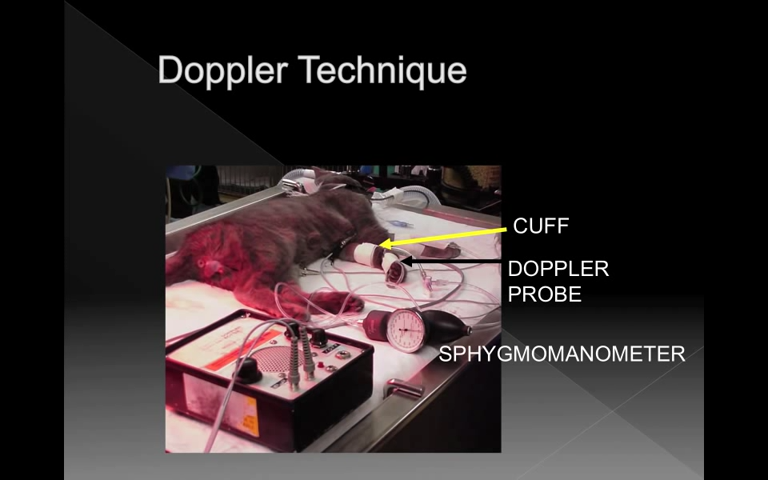 Doppler Technique
CUFF
DOPPLER
PROBE
SPHYGMOMANOMETER